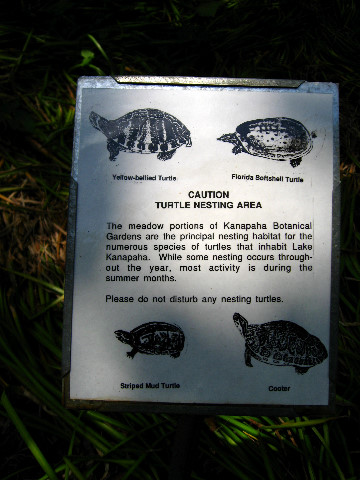 Yellow-bellied Turtle Florida Softshell Turtle
CAUTION
TURTLE NESTING AREA
The meadow portions of Kanapaha Botanical
Gardens are the principal nesting habitat for the
numerous species of turtles that inhabit Lake
Kanapaha. While some nesting occurs through-
out the year, most activity is during the
summer months.
Please do not disturb any nesting turtles.
Striped Mud Turtle Cooter